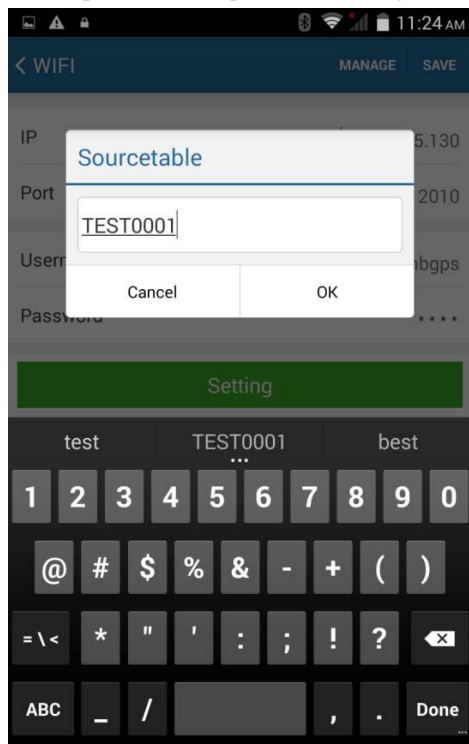 11:24 AM
WIFI MANAGE SAVE
IP 5.130
Sourcetable
Port 2010
TEST0001
Cancel OK
Setting
test TEST0001 best
1 2 3 4 5 6 7 8 9 0
@ # $ % & - + ( )
= \ < * " ' : ; ! ?
ABC _ / , . Done